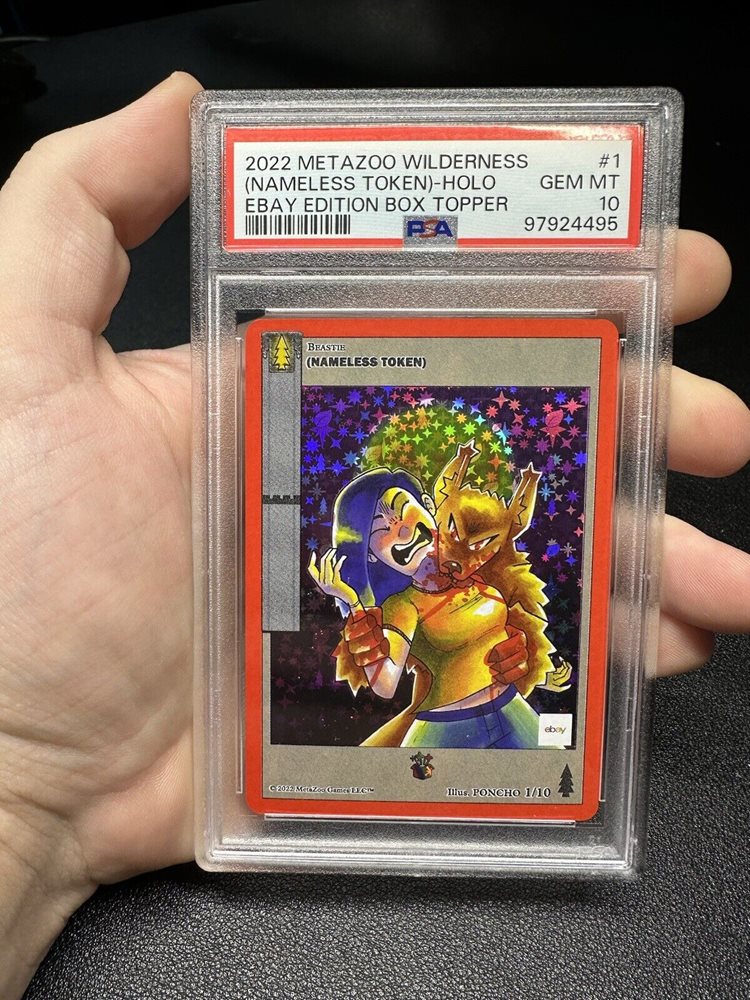 2022 METAZOO WILDERNESS #1
(NAMELESS TOKEN)-HOLO GEM MT
EBAY EDITION BOX TOPPER 10
PSA 97924495
BEASTIE
(NAMELESS TOKEN)
ebay
© 2022 MetaZoo Games LLC™
Illus. PONCHO 1/10